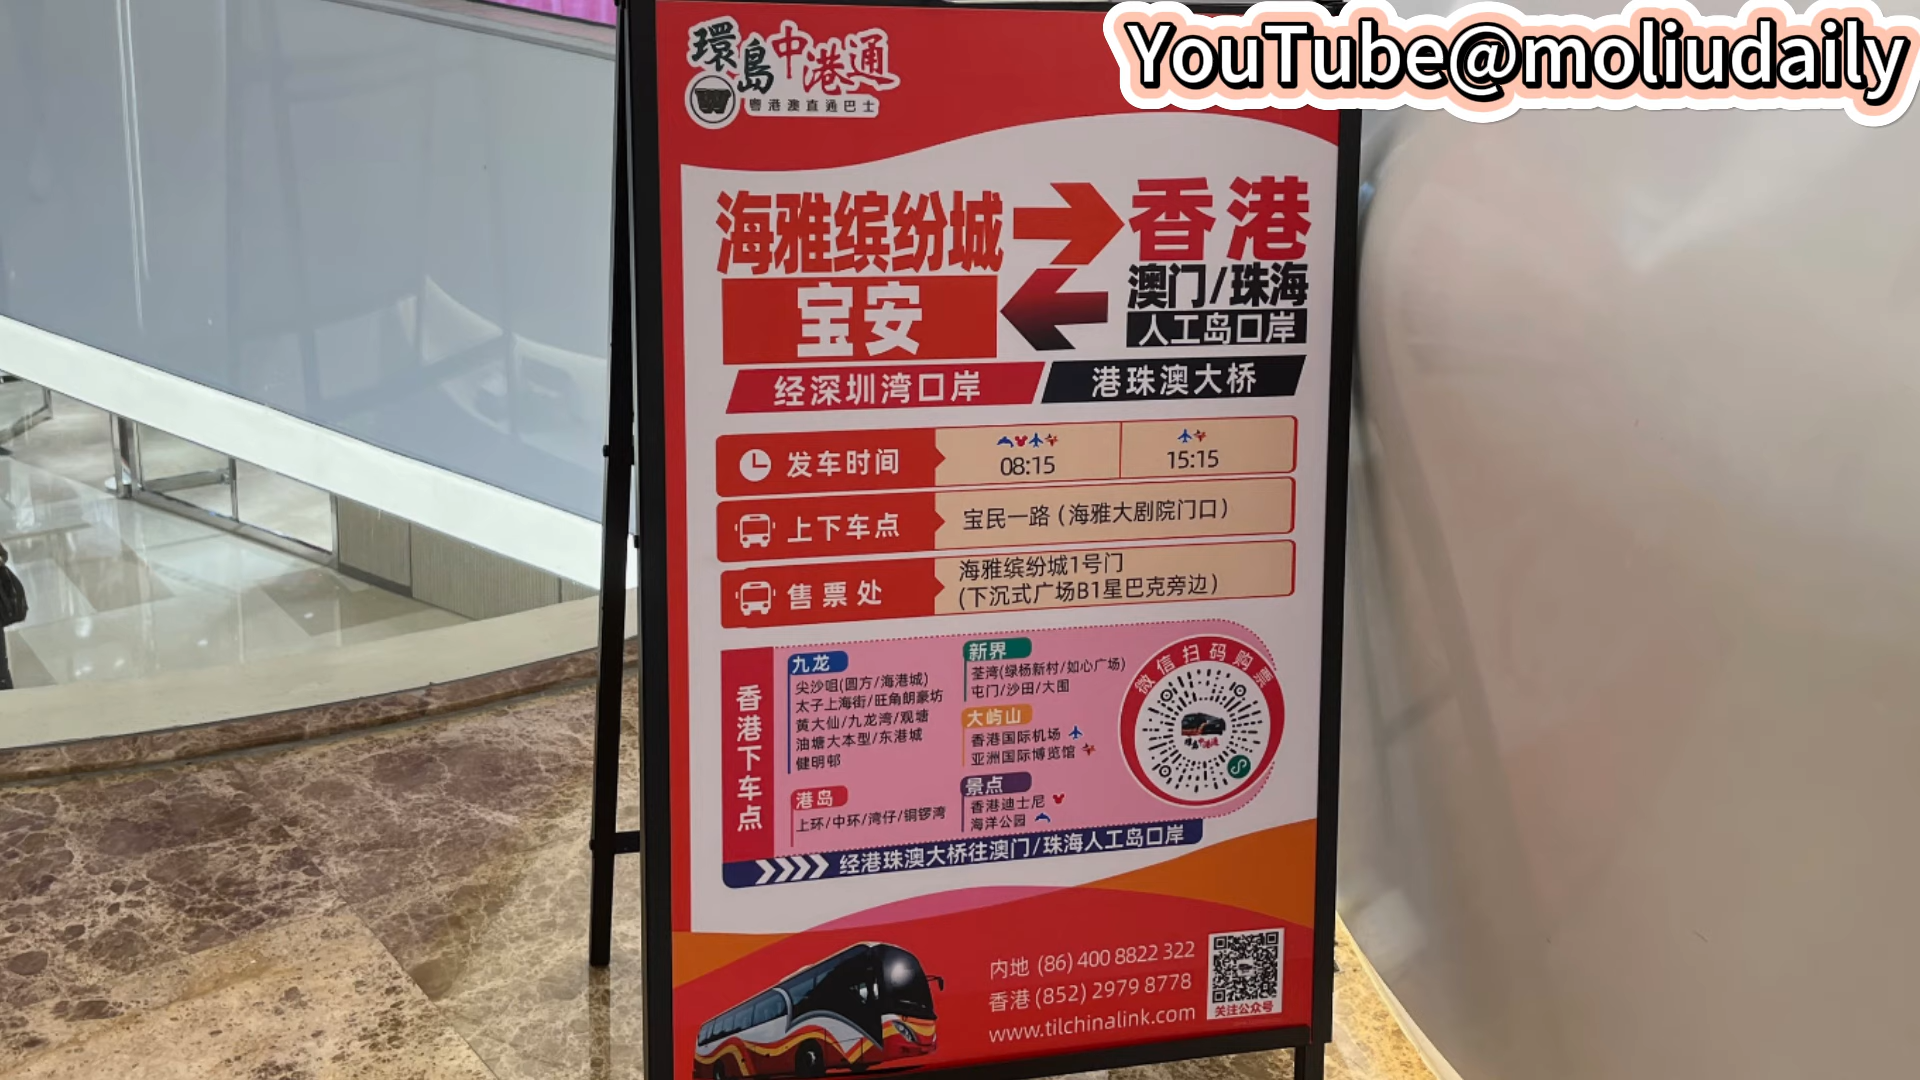 YouTube@moliudaily
環島中港通
粵港澳直通巴士
海雅缤纷城
宝安
香港
澳门/珠海
人工岛口岸
经深圳湾口岸
港珠澳大桥
发车时间
08:15
15:15
上下车点
宝民一路(海雅大剧院门口)
售票处
海雅缤纷城1号门
(下沉式广场B1星巴克旁边)
香港下车点
九龙
尖沙咀(圆方/海港城)
太子上海街/旺角朗豪坊
黄大仙/九龙湾/观塘
油塘大本型/东港城
健明邨
港岛
上环/中环/湾仔/铜锣湾
新界
荃湾(绿杨新村/如心广场)
屯门/沙田/大围
大屿山
香港国际机场
亚洲国际博览馆
景点
香港迪士尼
海洋公园
微信扫码购票
環島中港通
经港珠澳大桥往澳门/珠海人工岛口岸
内地 (86) 400 8822 322
香港 (852) 2979 8778
www.tilchinalink.com
关注公众号